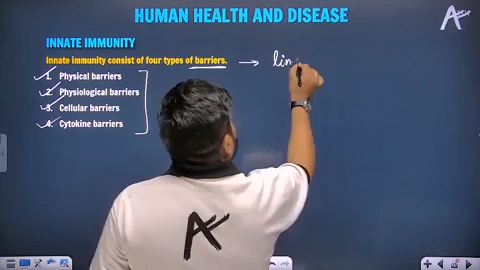 HUMAN HEALTH AND DISEASE
INNATE IMMUNITY
Innate immunity consist of four types of barriers. → lin
1. Physical barriers
2. Physiological barriers
3. Cellular barriers
4. Cytokine barriers